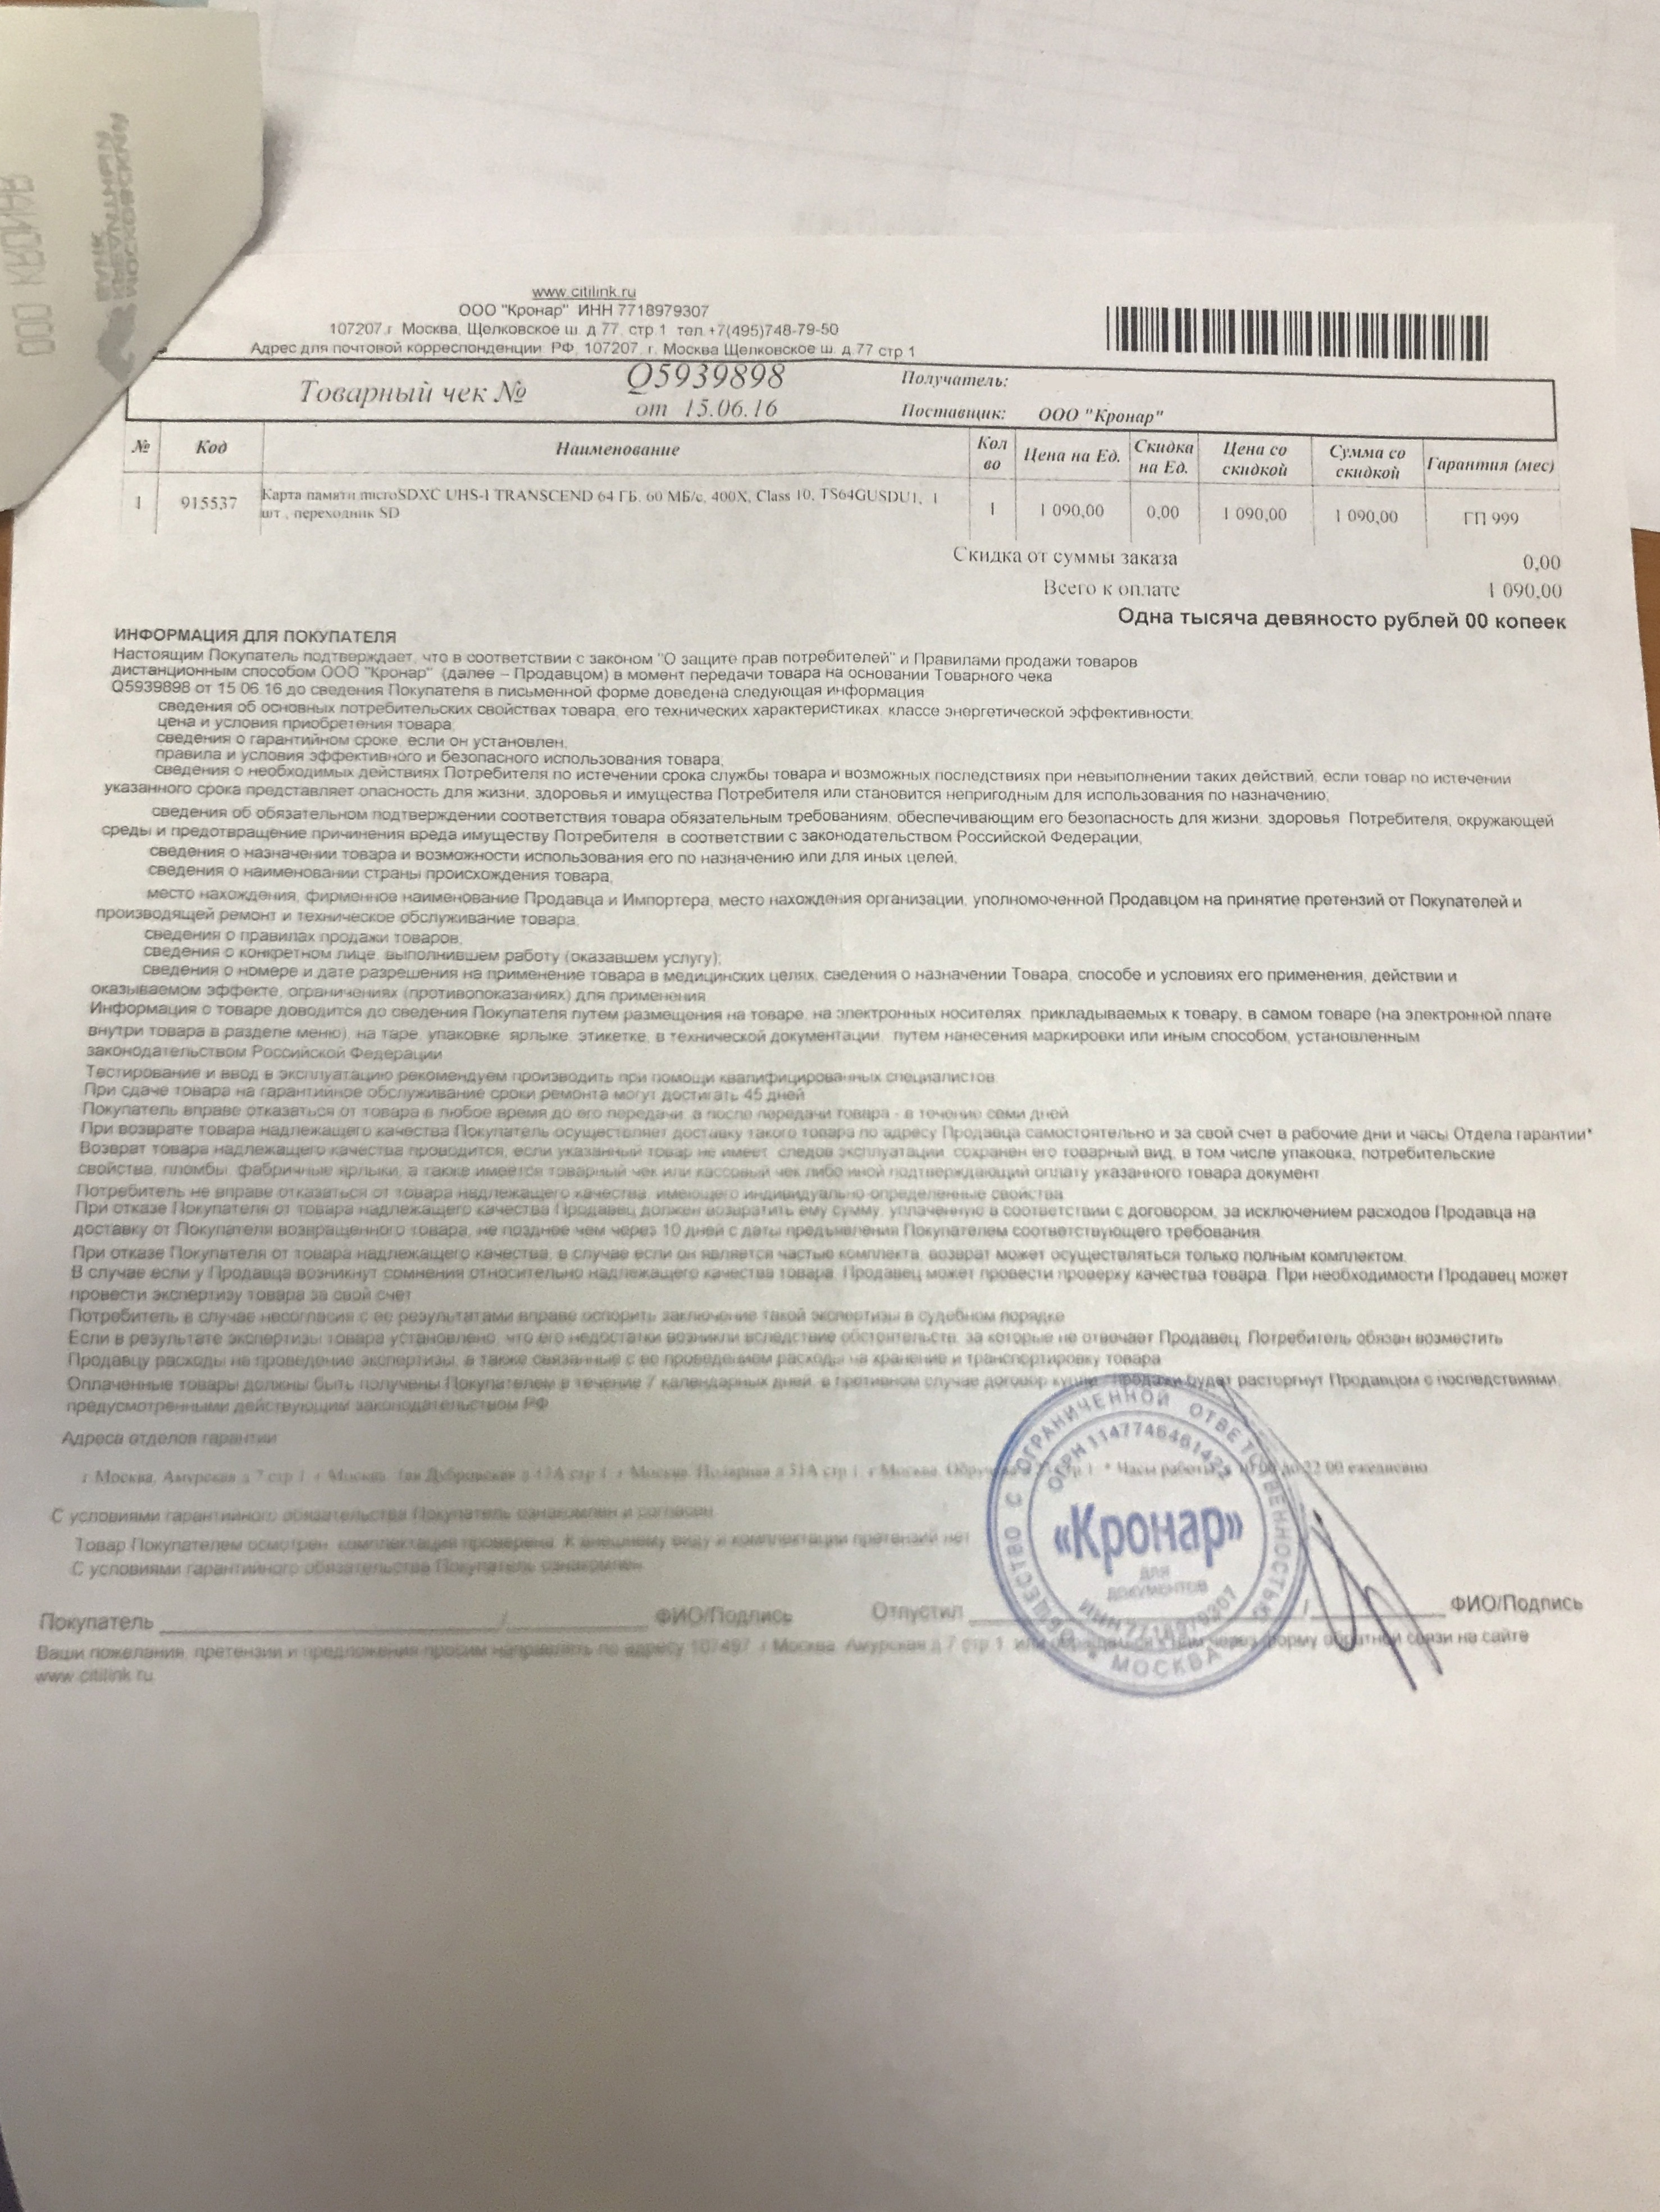 ООО КРОНАР
МОСКОВСКИЙ
КРЕДИТНЫЙ
БАНК
www.citilink.ru
ООО "Кронар" ИНН 7718979307
107207,г. Москва, Щелковское ш. д.77, стр.1 тел.+7(495)748-79-50
Адрес для почтовой корреспонденции РФ, 107207, г. Москва Щелковское ш. д.77 стр.1
Товарный чек № Q5939898 Получатель:
от 15.06.16 Поставщик: ООО "Кронар"
№ Код Наименование Кол во Цена на Ед. Скидка на Ед. Цена со скидкой Сумма со скидкой Гарантия (мес)
1 915537 Карта памяти microSDXC UHS-I TRANSCEND 64 ГБ, 60 МБ/с, 400X, Class 10, TS64GUSDU1, 1 1 1 090,00 0,00 1 090,00 1 090,00 ГП 999
шт., переходник SD
Скидка от суммы заказа 0,00
Всего к оплате 1 090,00
Одна тысяча девяносто рублей 00 копеек
ИНФОРМАЦИЯ ДЛЯ ПОКУПАТЕЛЯ
Настоящим Покупатель подтверждает, что в соответствии с законом "О защите прав потребителей" и Правилами продажи товаров
дистанционным способом ООО "Кронар" (далее – Продавцом) в момент передачи товара на основании Товарного чека
Q5939898 от 15.06.16 до сведения Покупателя в письменной форме доведена следующая информация
сведения об основных потребительских свойствах товара, его технических характеристиках, классе энергетической эффективности;
цена и условия приобретения товара;
сведения о гарантийном сроке, если он установлен;
правила и условия эффективного и безопасного использования товара;
сведения о необходимых действиях Потребителя по истечении срока службы товара и возможных последствиях при невыполнении таких действий, если товар по истечении
указанного срока представляет опасность для жизни, здоровья и имущества Потребителя или становится непригодным для использования по назначению;
сведения об обязательном подтверждении соответствия товара обязательным требованиям, обеспечивающим его безопасность для жизни, здоровья Потребителя, окружающей
среды и предотвращение причинения вреда имуществу Потребителя в соответствии с законодательством Российской Федерации;
сведения о назначении товара и возможности использования его по назначению или для иных целей;
сведения о наименовании страны происхождения товара;
место нахождения, фирменное наименование Продавца и Импортера, место нахождения организации, уполномоченной Продавцом на принятие претензий от Покупателей и
производящей ремонт и техническое обслуживание товара;
сведения о правилах продажи товаров;
сведения о конкретном лице, выполнившем работу (оказавшем услугу);
сведения о номере и дате разрешения на применение товара в медицинских целях, сведения о назначении Товара, способе и условиях его применения, действии и
оказываемом эффекте, ограничениях (противопоказаниях) для применения
Информация о товаре доводится до сведения Покупателя путем размещения на товаре, на электронных носителях, прикладываемых к товару, в самом товаре (на электронной плате
внутри товара в разделе меню), на таре, упаковке, ярлыке, этикетке, в технической документации, путем нанесения маркировки или иным способом, установленным
законодательством Российской Федерации
Тестирование и ввод в эксплуатацию рекомендуем производить при помощи квалифицированных специалистов
При сдаче товара на гарантийное обслуживание сроки ремонта могут достигать 45 дней
Покупатель вправе отказаться от товара в любое время до его передачи, а после передачи товара - в течение семи дней
При возврате товара надлежащего качества Покупатель осуществляет доставку такого товара по адресу Продавца самостоятельно и за свой счет в рабочие дни и часы Отдела гарантии*
Возврат товара надлежащего качества проводится, если указанный товар не имеет следов эксплуатации, сохранен его товарный вид, в том числе упаковка, потребительские
свойства, пломбы, фабричные ярлыки, а также имеется товарный чек или кассовый чек либо иной подтверждающий оплату указанного товара документ
Потребитель не вправе отказаться от товара надлежащего качества, имеющего индивидуально-определенные свойства
При отказе Покупателя от товара надлежащего качества Продавец должен возвратить ему сумму, уплаченную в соответствии с договором, за исключением расходов Продавца на
доставку от Покупателя возвращенного товара, не позднее чем через 10 дней с даты предъявления Покупателем соответствующего требования
При отказе Покупателя от товара надлежащего качества, в случае если он является частью комплекта, возврат может осуществляться только полным комплектом.
В случае если у Продавца возникнут сомнения относительно надлежащего качества товара, Продавец может провести проверку качества товара. При необходимости Продавец может
провести экспертизу товара за свой счет
Потребитель в случае несогласия с ее результатами вправе оспорить заключение такой экспертизы в судебном порядке
Если в результате экспертизы товара установлено, что его недостатки возникли вследствие обстоятельств, за которые не отвечает Продавец, Потребитель обязан возместить
Продавцу расходы на проведение экспертизы, а также связанные с ее проведением расходы на хранение и транспортировку товара
Оплаченные товары должны быть получены Покупателем в течение 7 календарных дней, в противном случае договор купли - продажи будет расторгнут Продавцом с последствиями,
предусмотренными действующим законодательством РФ
Адреса отделов гарантии
г Москва, Амурская д 7 стр 1, г Москва, Дубровская д 13А стр 1, г Москва, Полярная д 31А стр 1, г Москва, стр 1 * Часы работы до 22 00 ежедневно
С условиями гарантийного обязательства Покупатель ознакомлен и согласен
Товар Покупателем осмотрен, комплектация проверена. К внешнему виду и комплектации претензий нет
С условиями гарантийного обязательства Покупатель ознакомлен
Покупатель / ФИО/Подпись Отпустил / ФИО/Подпись
Ваши пожелания, претензии и предложения просим направлять по адресу 107497, г Москва, Амурская д 7 стр 1, или через форму обратной связи на сайте
www.citilink.ru
ОБЩЕСТВО С ОГРАНИЧЕННОЙ ОТВЕТСТВЕННОСТЬЮ
МОСКВА
ОГРН
«Кронар»
ДЛЯ
ДОКУМЕНТОВ
ИНН 7718979307